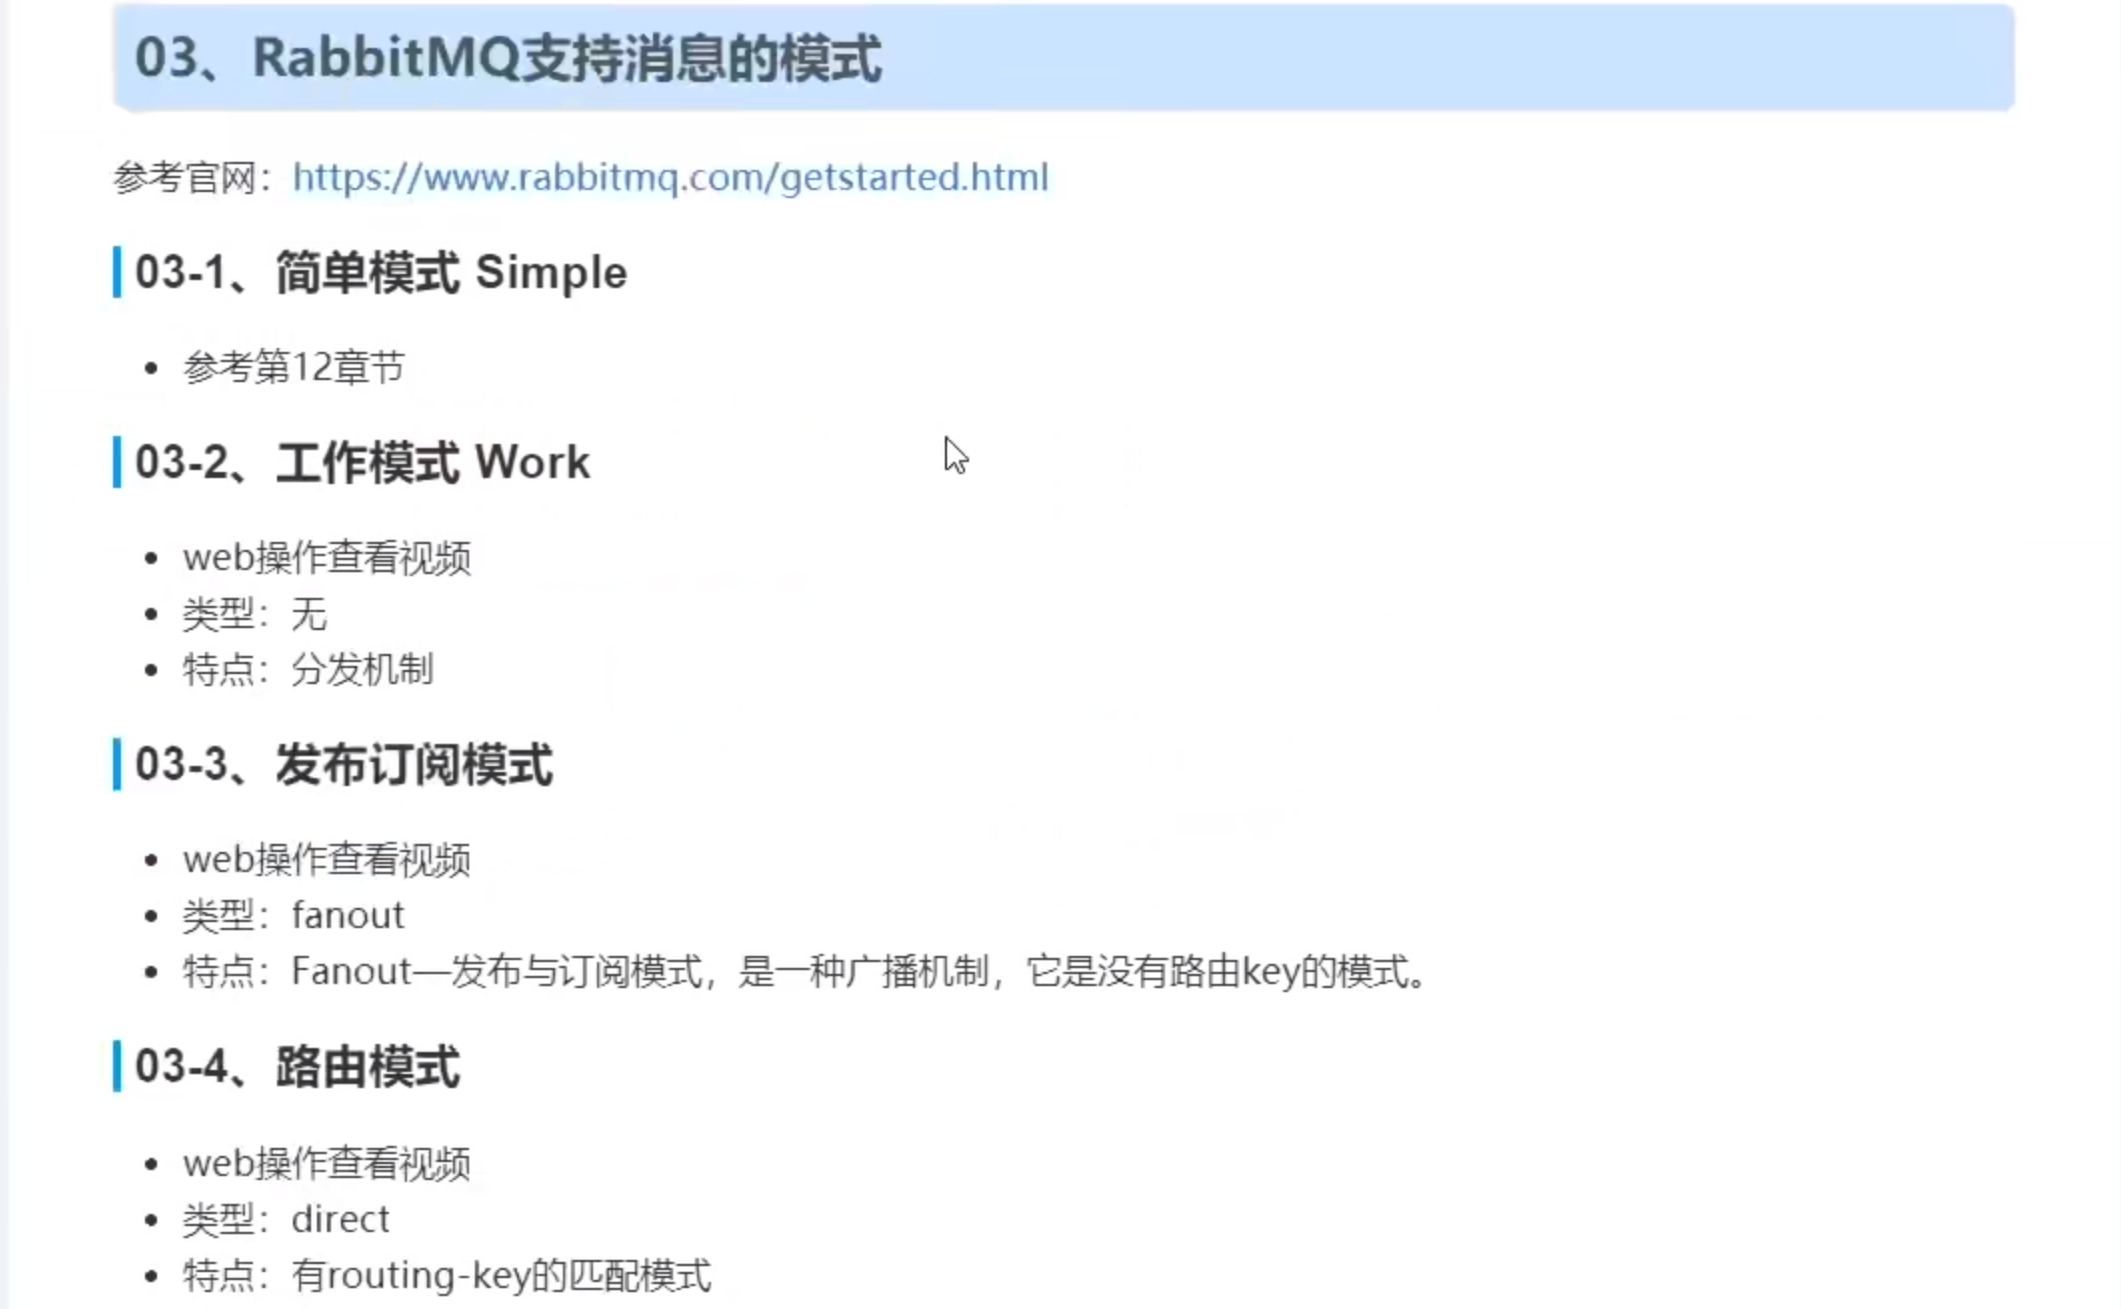 03、RabbitMQ支持消息的模式
参考官网：https://www.rabbitmq.com/getstarted.html
03-1、简单模式 Simple
• 参考第12章节
03-2、工作模式 Work
• web操作查看视频
• 类型：无
• 特点：分发机制
03-3、发布订阅模式
• web操作查看视频
• 类型：fanout
• 特点：Fanout—发布与订阅模式，是一种广播机制，它是没有路由key的模式。
03-4、路由模式
• web操作查看视频
• 类型：direct
• 特点：有routing-key的匹配模式